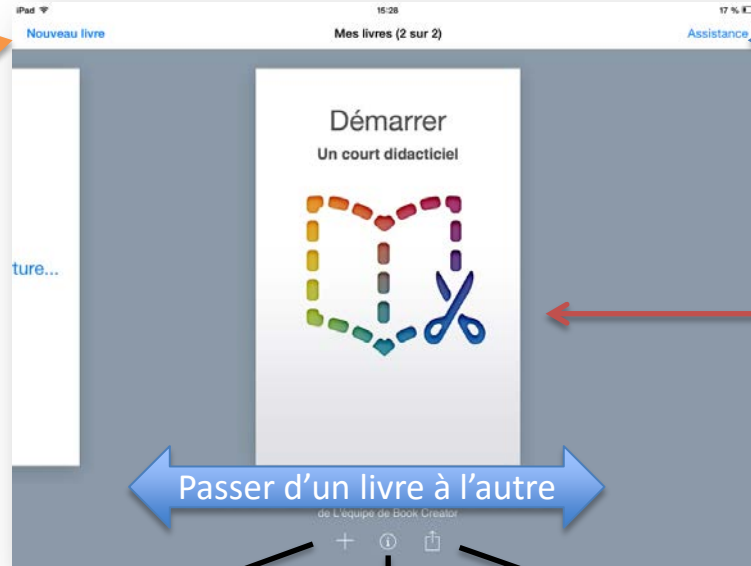 iPad 15:28 17 %
Nouveau livre Mes livres (2 sur 2) Assistance
Démarrer
Un court didacticiel
ture...
Passer d'un livre à l'autre
de L'équipe de Book Creator